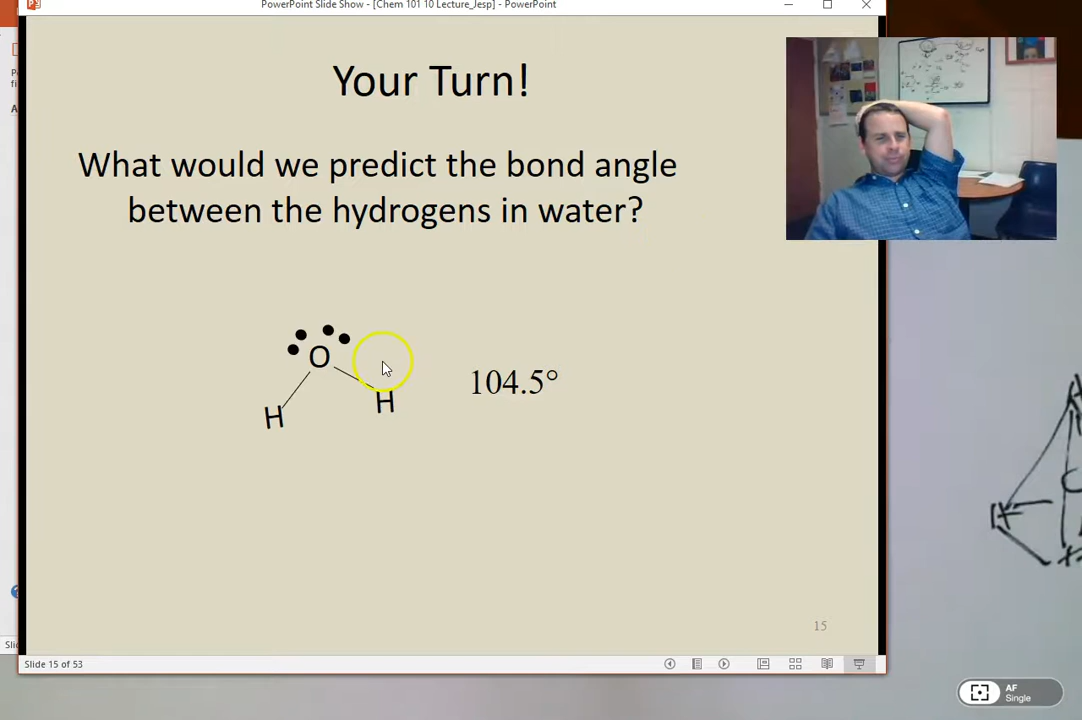 PowerPoint Slide Show - [Chem 101 10 Lecture_Jesp] - PowerPoint
Your Turn!
What would we predict the bond angle
between the hydrogens in water?
O
H
H
104.5°
15
Slide 15 of 53
AF
Single